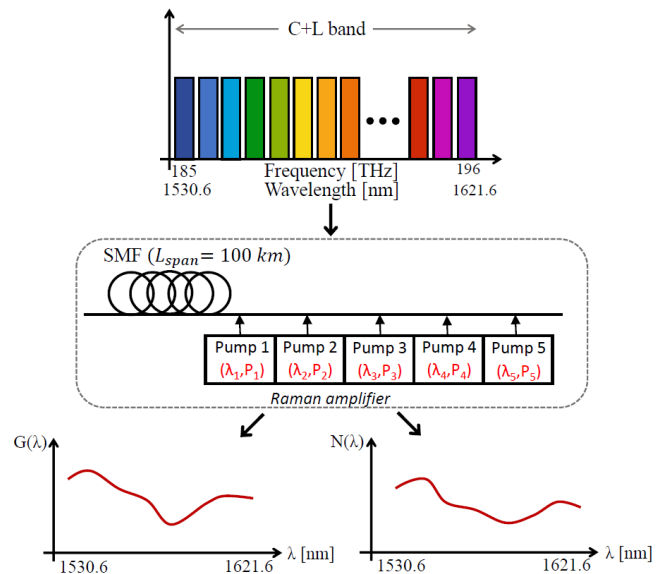 C+L band
185 Frequency [THz] 196
1530.6 Wavelength [nm] 1621.6
SMF (L_span = 100 km)
Pump 1 Pump 2 Pump 3 Pump 4 Pump 5
(λ₁,P₁) (λ₂,P₂) (λ₃,P₃) (λ₄,P₄) (λ₅,P₅)
Raman amplifier
G(λ) N(λ)
λ [nm] λ [nm]
1530.6 1621.6 1530.6 1621.6